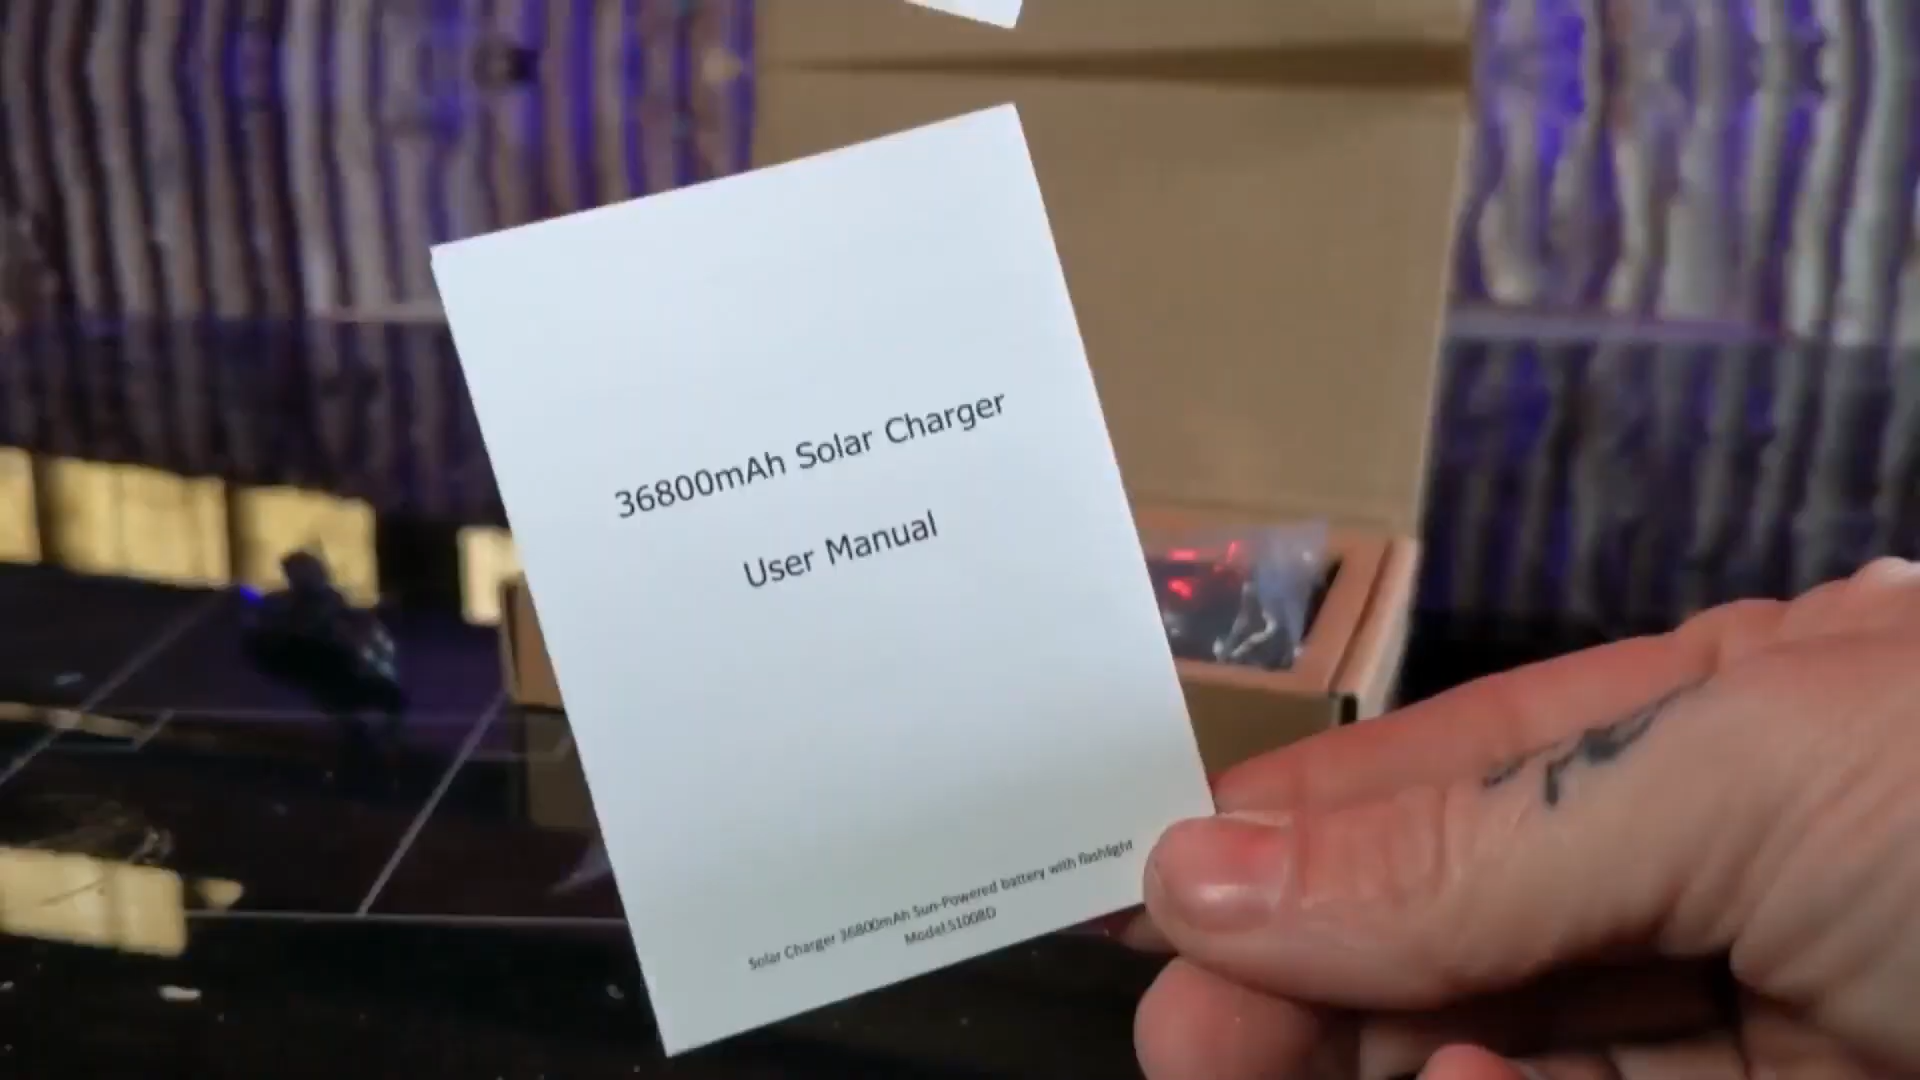 36800mAh Solar Charger
User Manual
Solar Charger 36800mAh Sun-Powered battery with flashlight
Model:S1008D